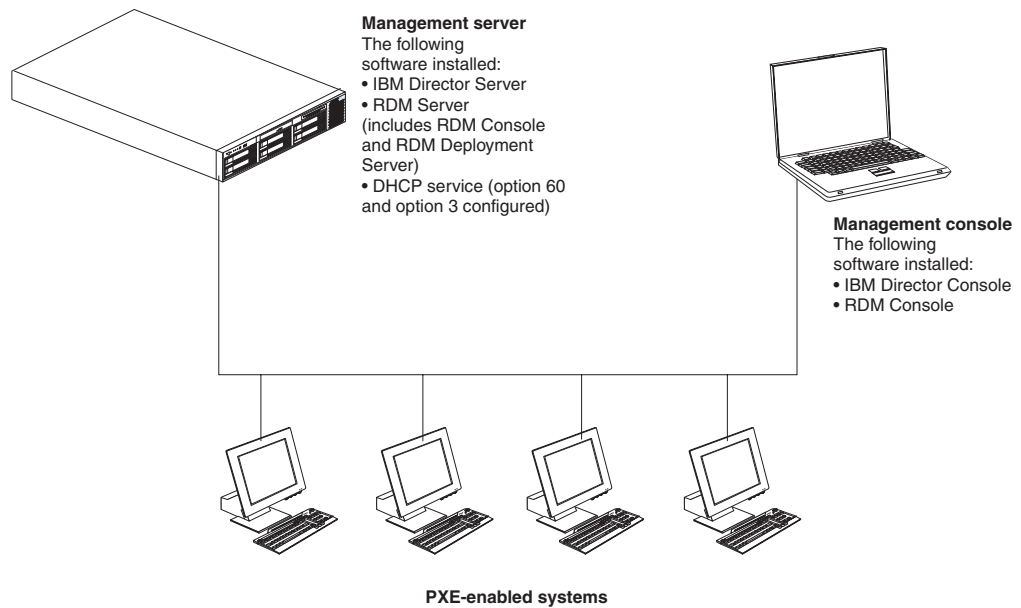 Management server
The following
software installed:
• IBM Director Server
• RDM Server
(includes RDM Console
and RDM Deployment
Server)
• DHCP service (option 60
and option 3 configured)
Management console
The following
software installed:
• IBM Director Console
• RDM Console
PXE-enabled systems